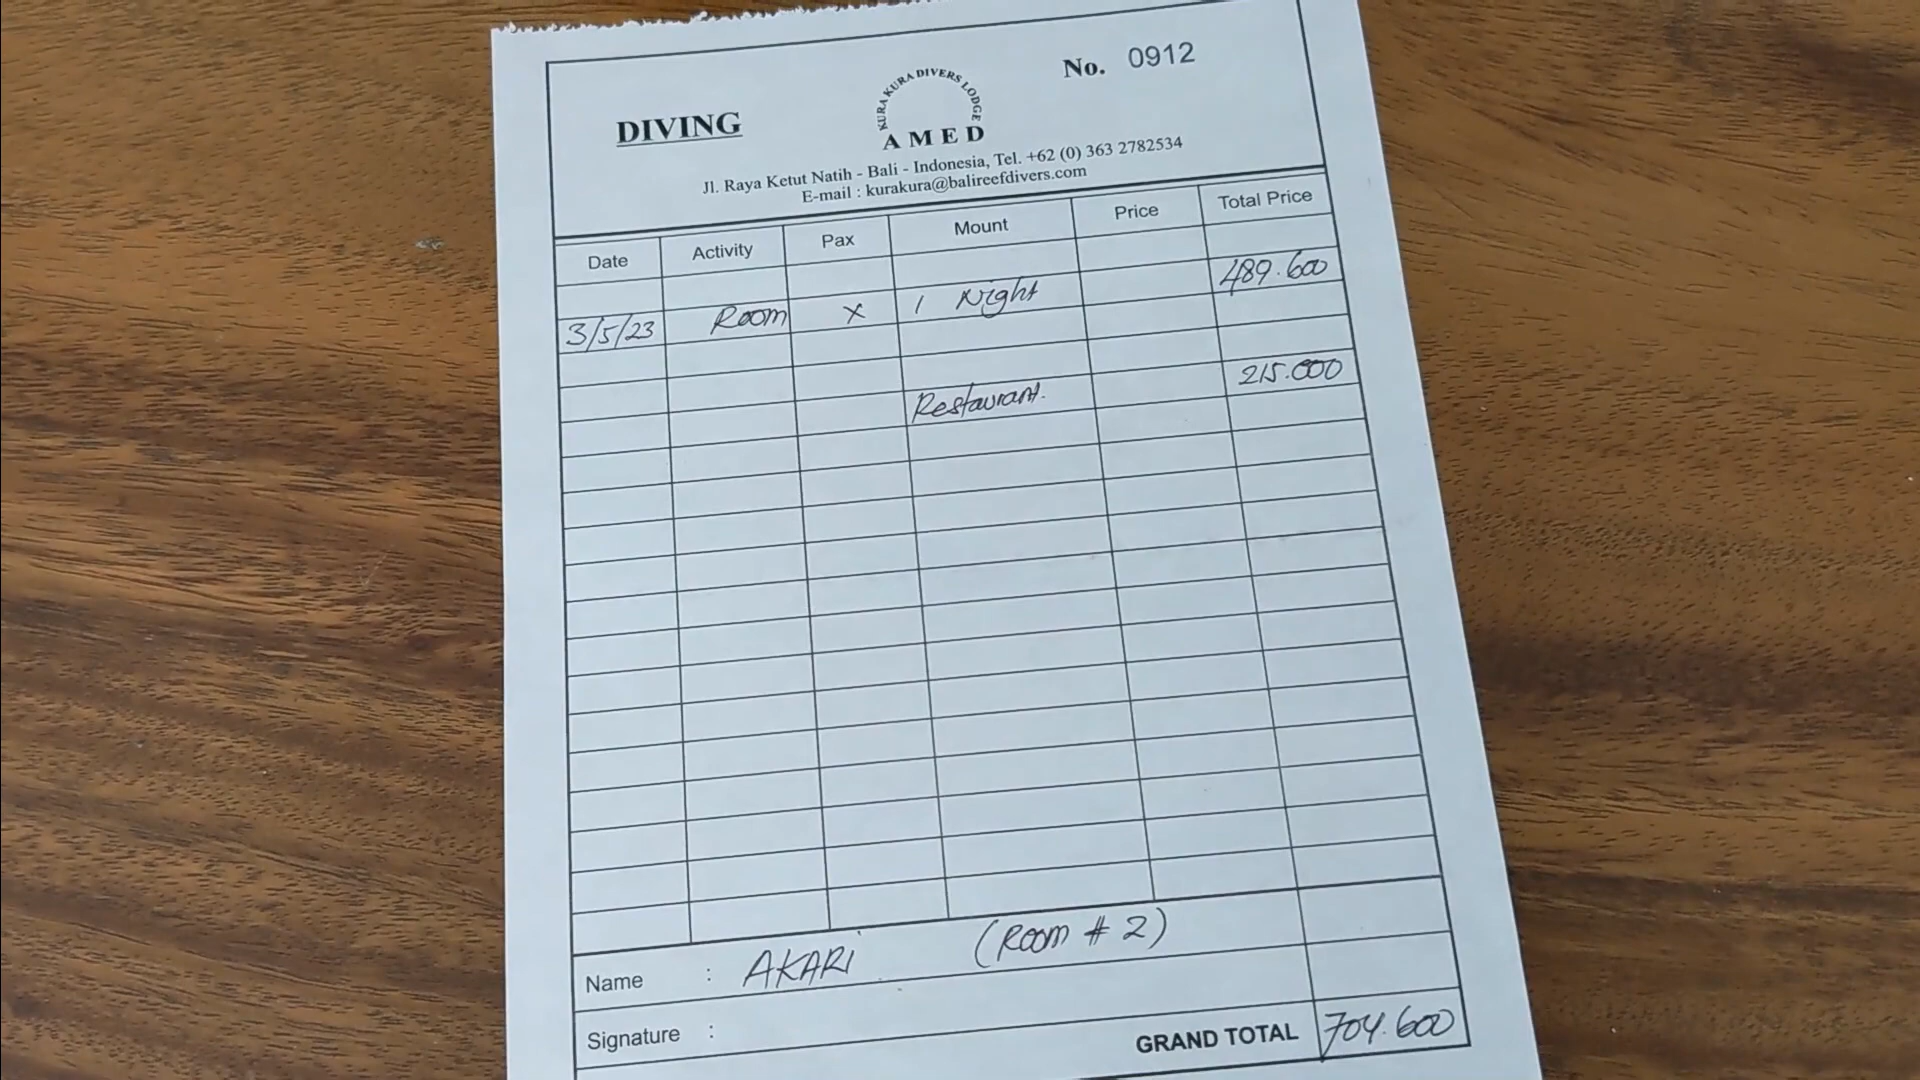 No. 0912
DIVING
KURA KURA DIVERS LODGE
AMED
Jl. Raya Ketut Natih - Bali - Indonesia, Tel. +62 (0) 363 2782534
E-mail : kurakura@balireefdivers.com
Date Activity Pax Mount Price Total Price
3/5/23 Room X 1 Night 489.600
Restaurant. 215.000
Name : AKARI (ROOM # 2)
Signature :
GRAND TOTAL 704.600